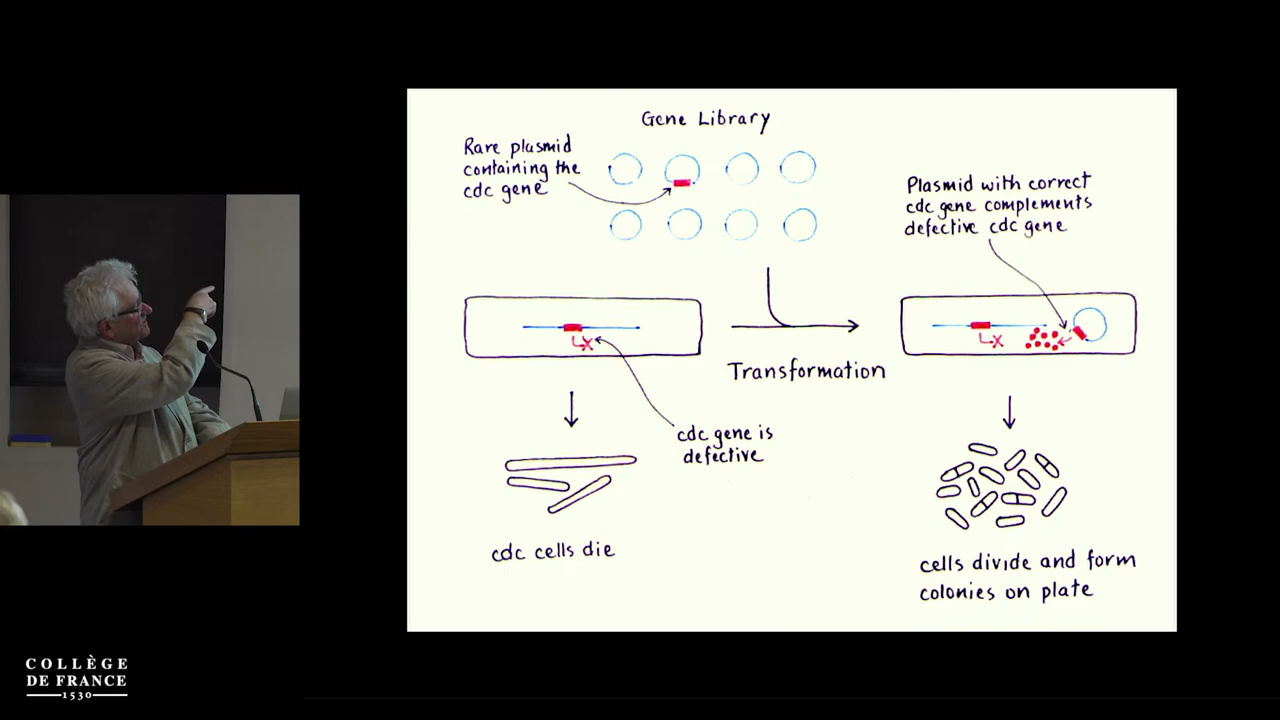 Gene Library
Rare plasmid
containing the
cdc gene
Plasmid with correct
cdc gene complements
defective cdc gene
Transformation
cdc gene is
defective
cdc cells die
cells divide and form
colonies on plate
COLLÈGE
DE FRANCE
1530